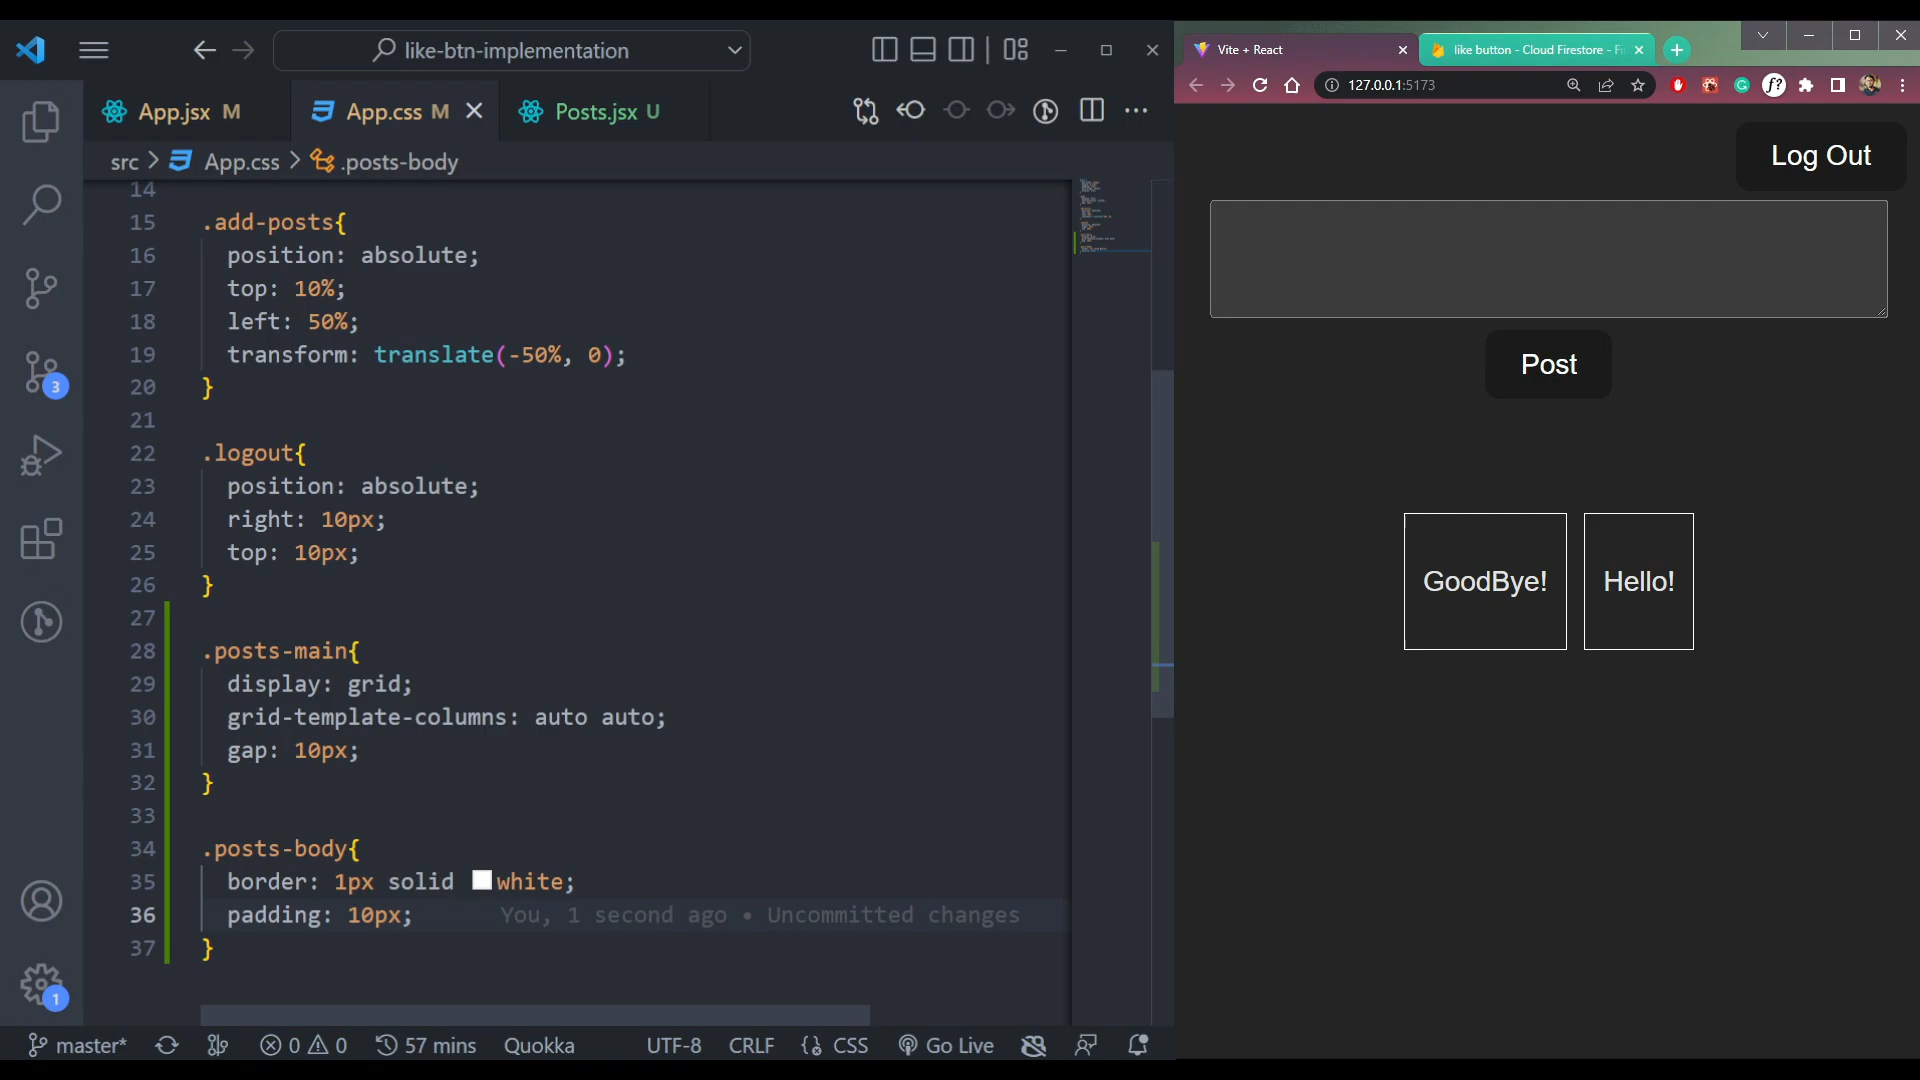 like-btn-implementation
App.jsx M
App.css M
Posts.jsx U
src > App.css > .posts-body
14
15 .add-posts{
16 position: absolute;
17 top: 10%;
18 left: 50%;
19 transform: translate(-50%, 0);
20 }
21
22 .logout{
23 position: absolute;
24 right: 10px;
25 top: 10px;
26 }
27
28 .posts-main{
29 display: grid;
30 grid-template-columns: auto auto;
31 gap: 10px;
32 }
33
34 .posts-body{
35 border: 1px solid white;
36 padding: 10px; You, 1 second ago • Uncommitted changes
37 }
3
1
master* 0 0 57 mins Quokka UTF-8 CRLF CSS Go Live
Vite + React
like button - Cloud Firestore - Fi
127.0.0.1:5173
f?
Log Out
Post
GoodBye!
Hello!